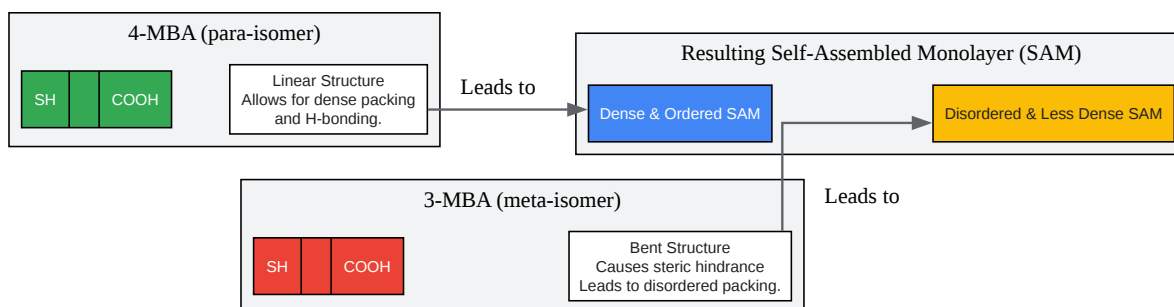 4-MBA (para-isomer)
SH
COOH
Linear Structure
Allows for dense packing
and H-bonding.
Leads to
Resulting Self-Assembled Monolayer (SAM)
Dense & Ordered SAM
Disordered & Less Dense SAM
3-MBA (meta-isomer)
SH
COOH
Bent Structure
Causes steric hindrance
Leads to disordered packing.
Leads to